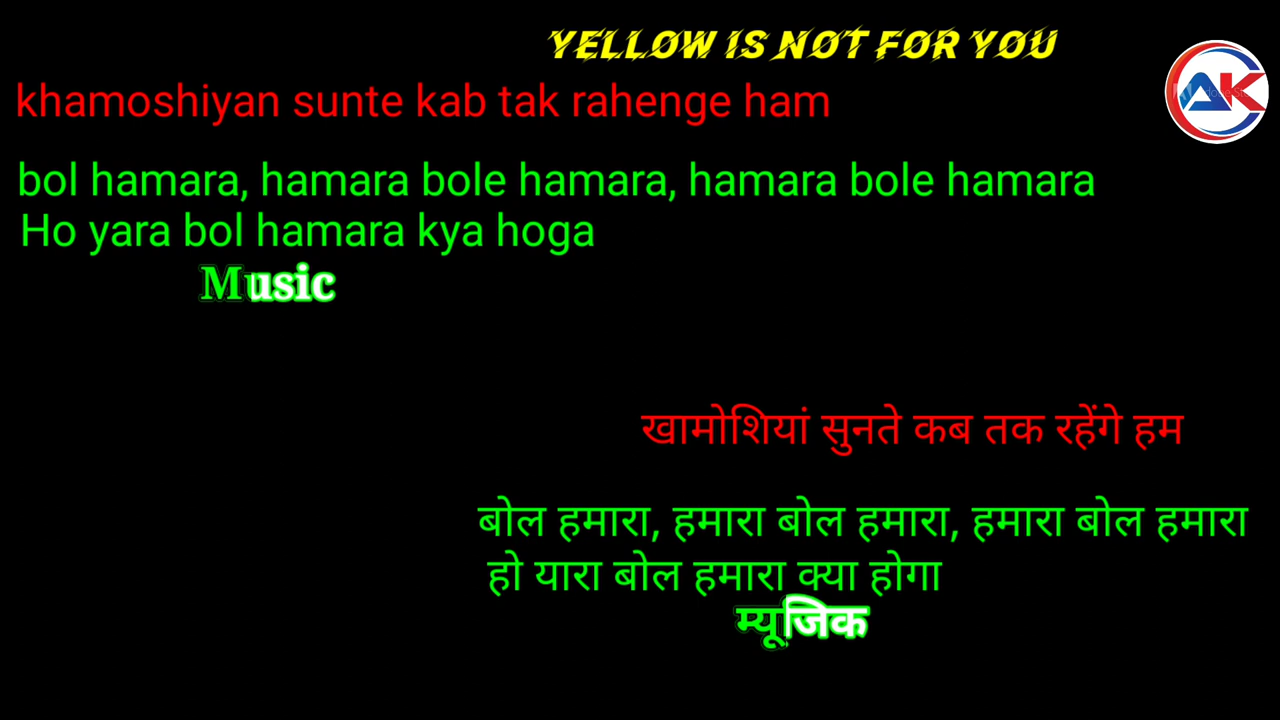 YELLOW IS NOT FOR YOU
AK
khamoshiyan sunte kab tak rahenge ham
bol hamara, hamara bole hamara, hamara bole hamara
Ho yara bol hamara kya hoga
Music
खामोशियां सुनते कब तक रहेंगे हम
बोल हमारा, हमारा बोल हमारा, हमारा बोल हमारा
हो यारा बोल हमारा क्या होगा
म्यूजिक